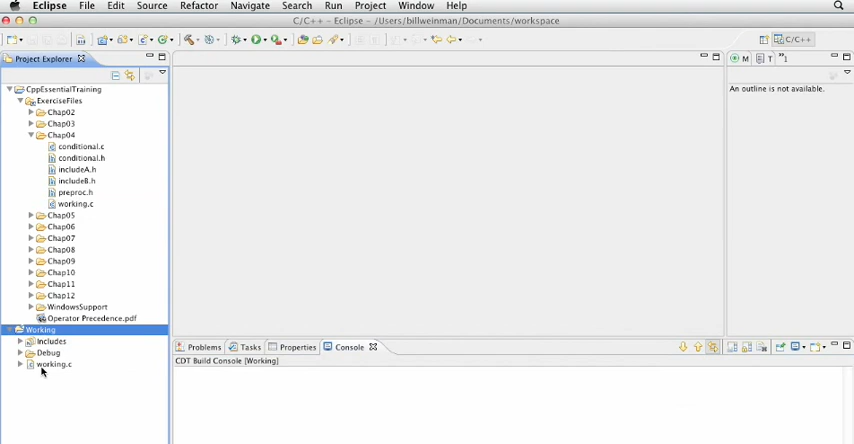 Eclipse File Edit Source Refactor Navigate Search Run Project Window Help
C/C++ - Eclipse - /Users/billweinman/Documents/workspace
C/C++
Project Explorer
M T »1
CppEssentialTraining
An outline is not available.
ExerciseFiles
Chap02
Chap03
Chap04
conditional.c
conditional.h
includeA.h
includeB.h
preproc.h
working.c
Chap05
Chap06
Chap07
Chap08
Chap09
Chap10
Chap11
Chap12
WindowsSupport
Operator Precedence.pdf
Working
Includes
Debug
working.c
Problems Tasks Properties Console
CDT Build Console [Working]